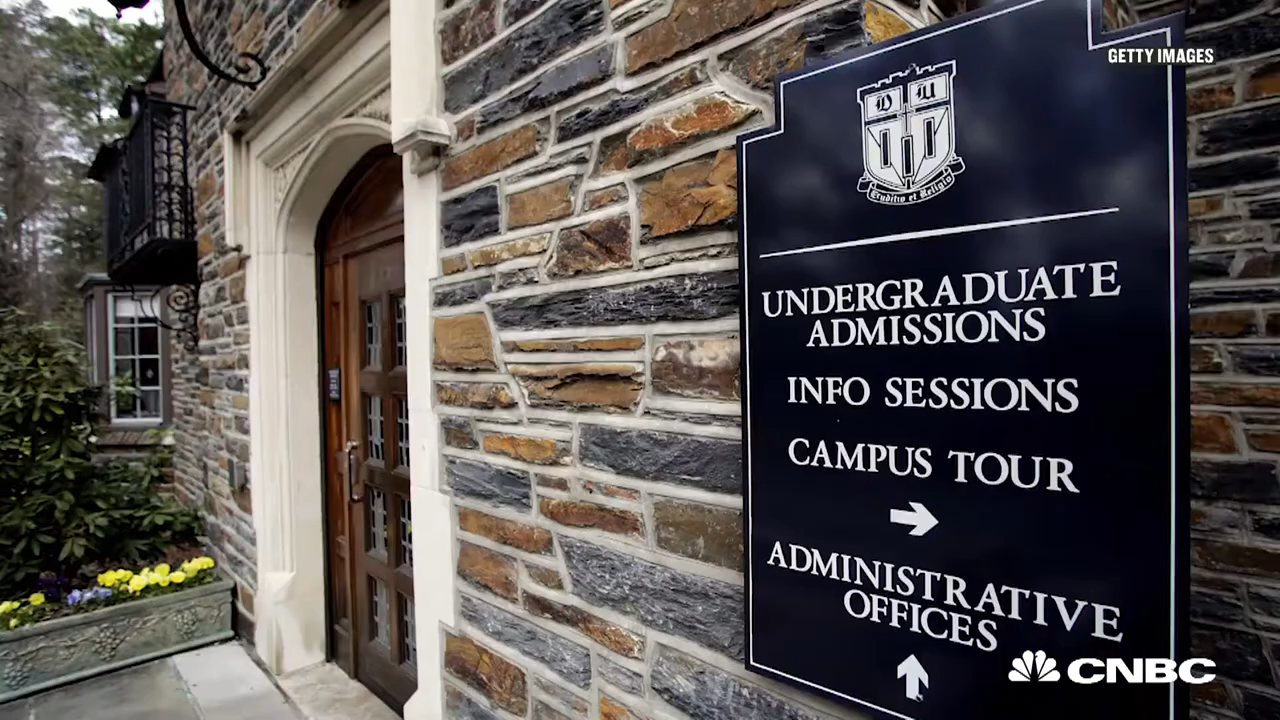 GETTY IMAGES
D U
Eruditio et Religio
UNDERGRADUATE
ADMISSIONS
INFO SESSIONS
CAMPUS TOUR
ADMINISTRATIVE
OFFICES
CNBC